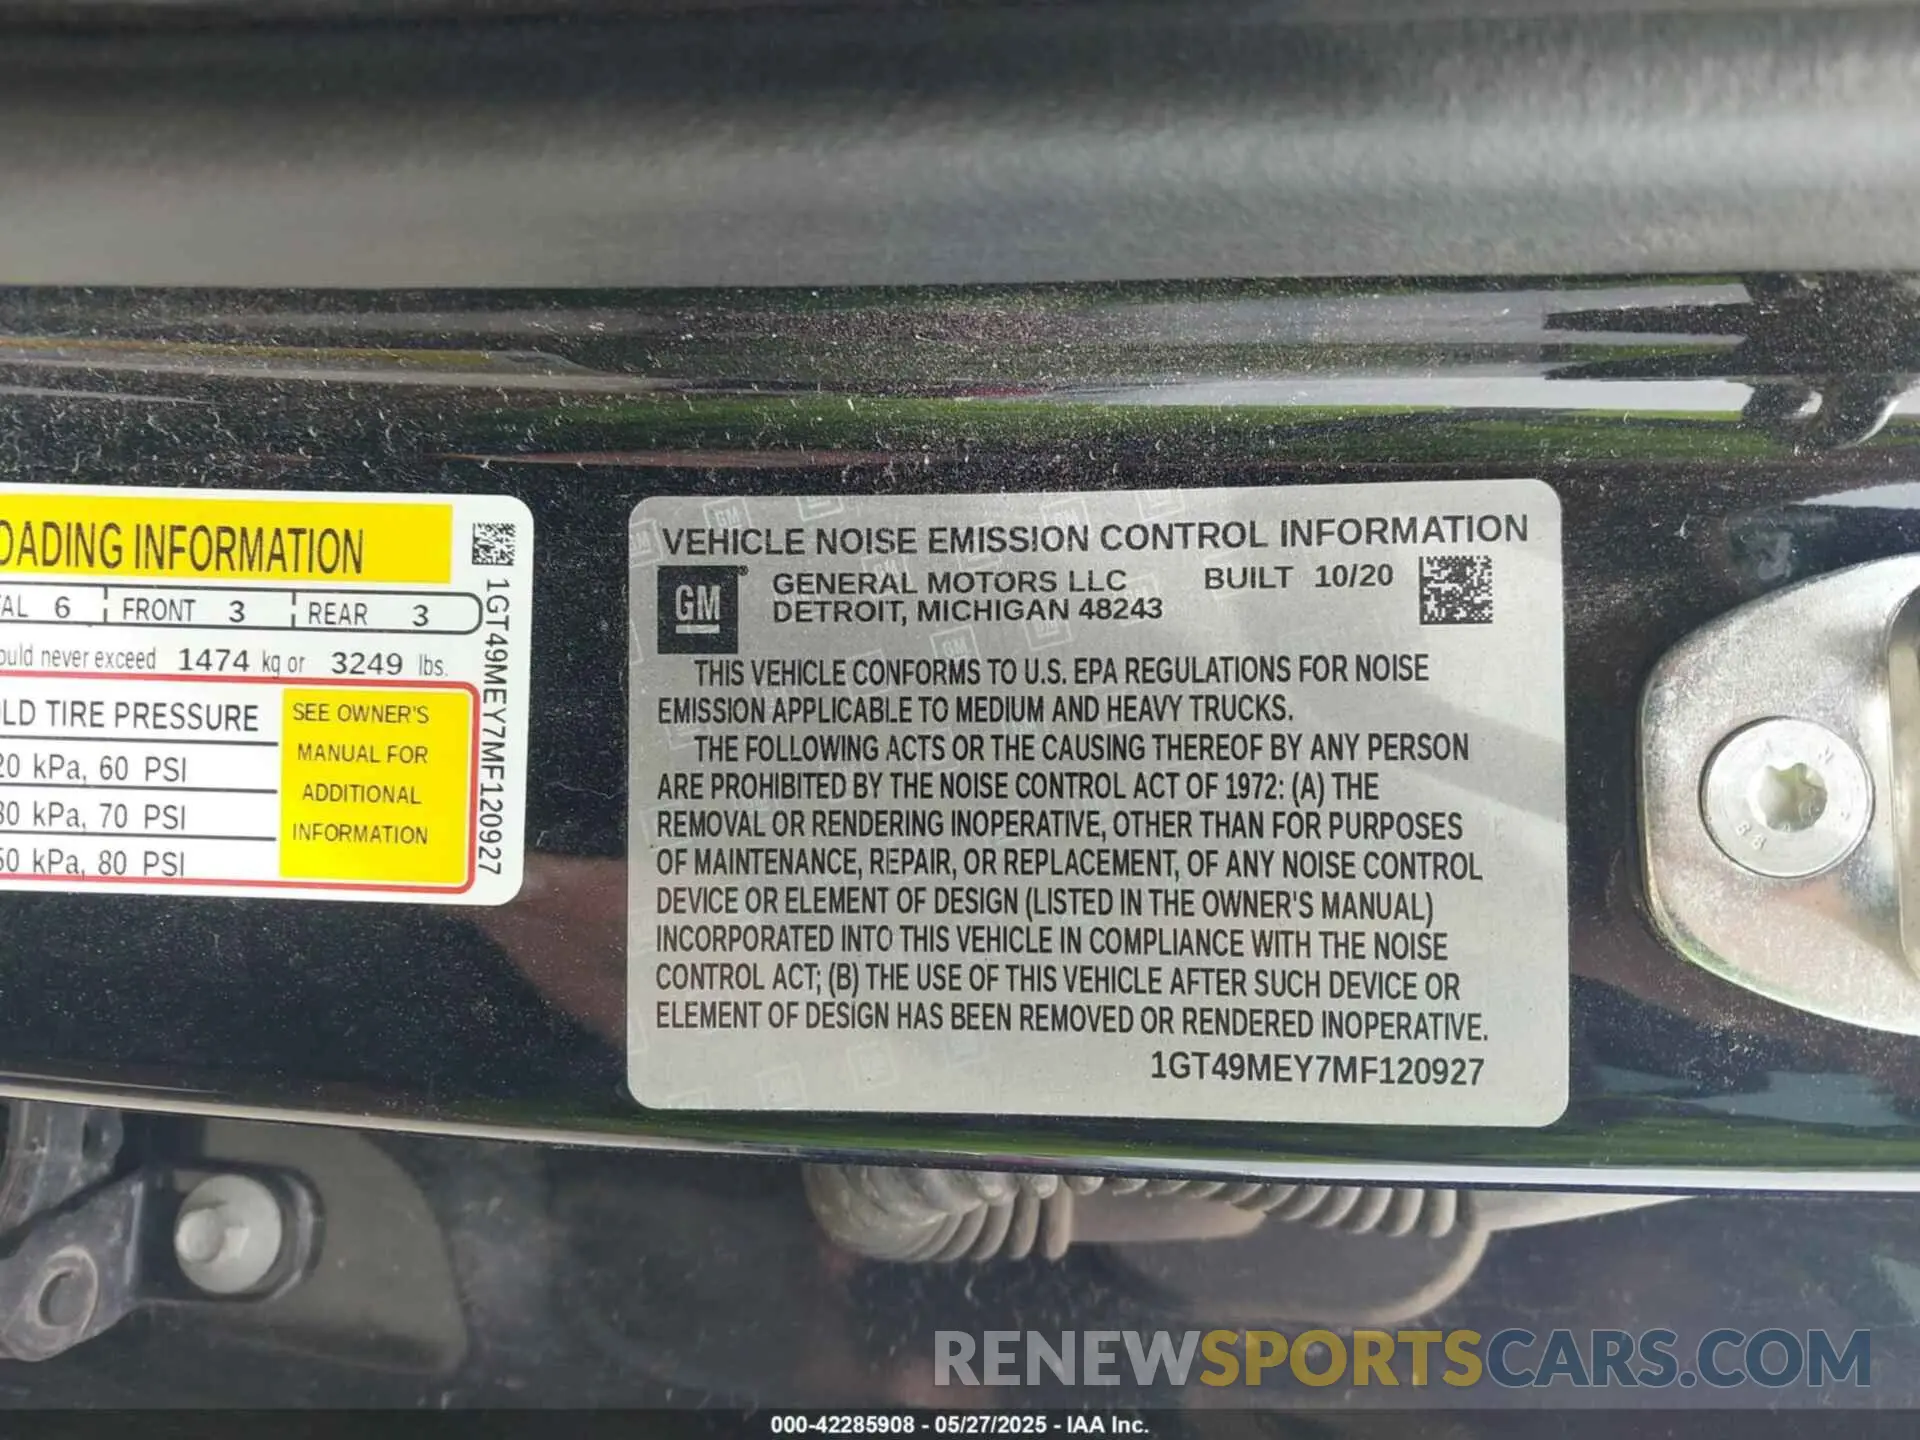 OADING INFORMATION
AL 6 FRONT 3 REAR 3
ould never exceed 1474 kg or 3249 lbs.
OLD TIRE PRESSURE
20 kPa, 60 PSI
80 kPa, 70 PSI
50 kPa, 80 PSI
SEE OWNER'S
MANUAL FOR
ADDITIONAL
INFORMATION
1GT49MEY7MF120927
VEHICLE NOISE EMISSION CONTROL INFORMATION
GM ® GENERAL MOTORS LLC BUILT 10/20
DETROIT, MICHIGAN 48243
THIS VEHICLE CONFORMS TO U.S. EPA REGULATIONS FOR NOISE
EMISSION APPLICABLE TO MEDIUM AND HEAVY TRUCKS.
THE FOLLOWING ACTS OR THE CAUSING THEREOF BY ANY PERSON
ARE PROHIBITED BY THE NOISE CONTROL ACT OF 1972: (A) THE
REMOVAL OR RENDERING INOPERATIVE, OTHER THAN FOR PURPOSES
OF MAINTENANCE, REPAIR, OR REPLACEMENT, OF ANY NOISE CONTROL
DEVICE OR ELEMENT OF DESIGN (LISTED IN THE OWNER'S MANUAL)
INCORPORATED INTO THIS VEHICLE IN COMPLIANCE WITH THE NOISE
CONTROL ACT; (B) THE USE OF THIS VEHICLE AFTER SUCH DEVICE OR
ELEMENT OF DESIGN HAS BEEN REMOVED OR RENDERED INOPERATIVE.
1GT49MEY7MF120927
RENEWSPORTSCARS.COM
000-42285908 - 05/27/2025 - IAA Inc.